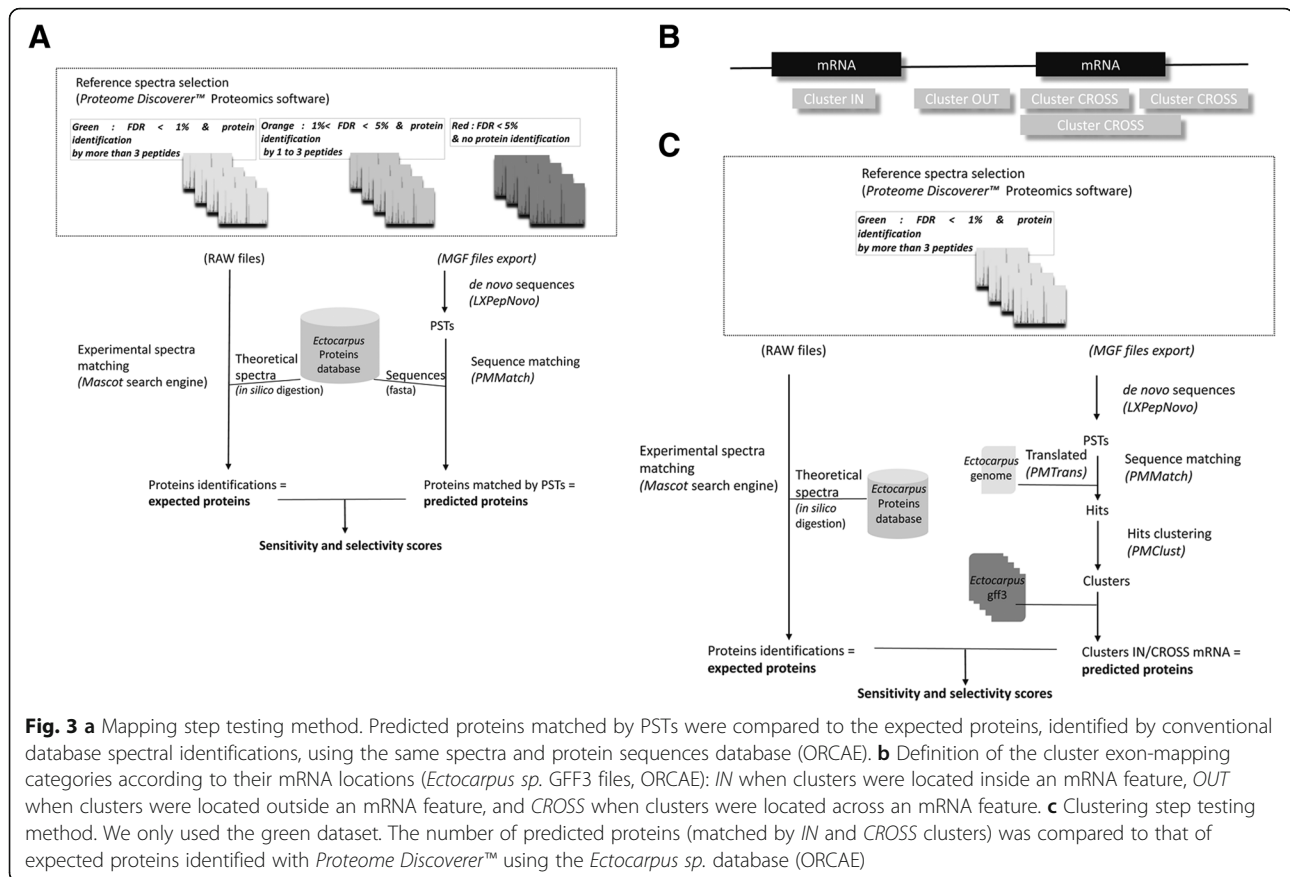 A
Reference spectra selection
(Proteome Discoverer™ Proteomics software)
Green : FDR < 1% & protein
identification
by more than 3 peptides
Orange : 1%< FDR < 5% & protein
identification
by 1 to 3 peptides
Red : FDR < 5%
& no protein identification
(RAW files)
(MGF files export)
de novo sequences
(LXPepNovo)
PSTs
Experimental spectra
matching
(Mascot search engine)
Theoretical
spectra
(in silico digestion)
Ectocarpus
Proteins
database
Sequences
(fasta)
Sequence matching
(PMMatch)
Proteins identifications =
expected proteins
Proteins matched by PSTs =
predicted proteins
Sensitivity and selectivity scores
B
mRNA
mRNA
Cluster IN
Cluster OUT
Cluster CROSS
Cluster CROSS
Cluster CROSS
C
Reference spectra selection
(Proteome Discoverer™ Proteomics software)
Green : FDR < 1% & protein
identification
by more than 3 peptides
(RAW files)
(MGF files export)
de novo sequences
(LXPepNovo)
PSTs
Experimental spectra
matching
(Mascot search engine)
Theoretical
spectra
(in silico
digestion)
Ectocarpus
Proteins
database
Ectocarpus
genome
Translated
(PMTrans)
Sequence matching
(PMMatch)
Hits
Hits clustering
(PMClust)
Clusters
Ectocarpus
gff3
Proteins identifications =
expected proteins
Clusters IN/CROSS mRNA =
predicted proteins
Sensitivity and selectivity scores
Fig. 3 a Mapping step testing method. Predicted proteins matched by PSTs were compared to the expected proteins, identified by conventional
database spectral identifications, using the same spectra and protein sequences database (ORCAE). b Definition of the cluster exon-mapping
categories according to their mRNA locations (Ectocarpus sp. GFF3 files, ORCAE): IN when clusters were located inside an mRNA feature, OUT
when clusters were located outside an mRNA feature, and CROSS when clusters were located across an mRNA feature. c Clustering step testing
method. We only used the green dataset. The number of predicted proteins (matched by IN and CROSS clusters) was compared to that of
expected proteins identified with Proteome Discoverer™ using the Ectocarpus sp. database (ORCAE)